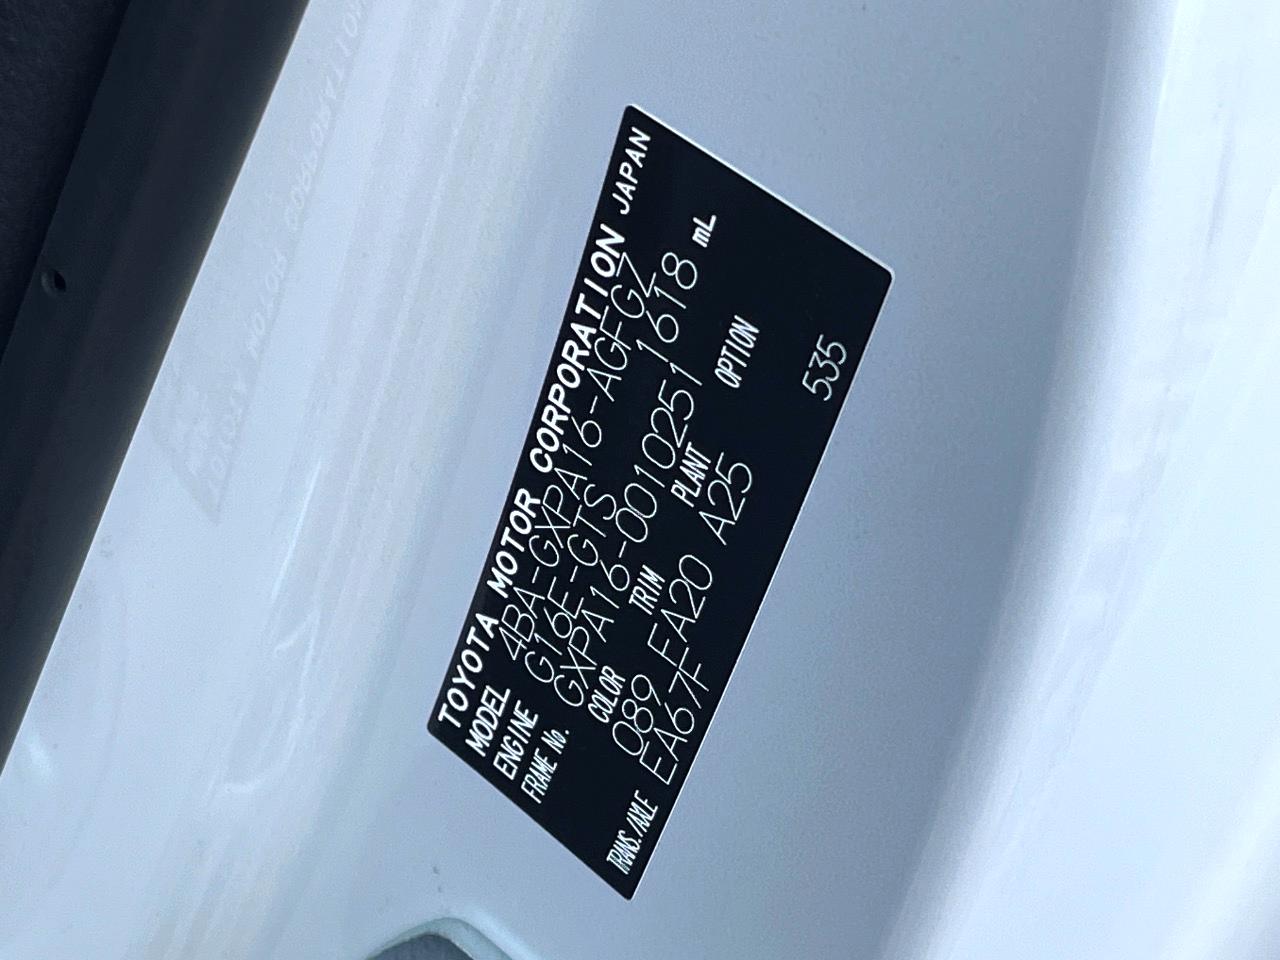 TOYOTA MOTOR CORPORATION JAPAN
MODEL 4BA-GXPA16-AGFGZ
ENGINE G16E-GTS 1618 mL
FRAME No. GXPA16-0010251
COLOR TRIM PLANT OPTION
089 EA20 A25
TRANS./AXLE EA67F 535